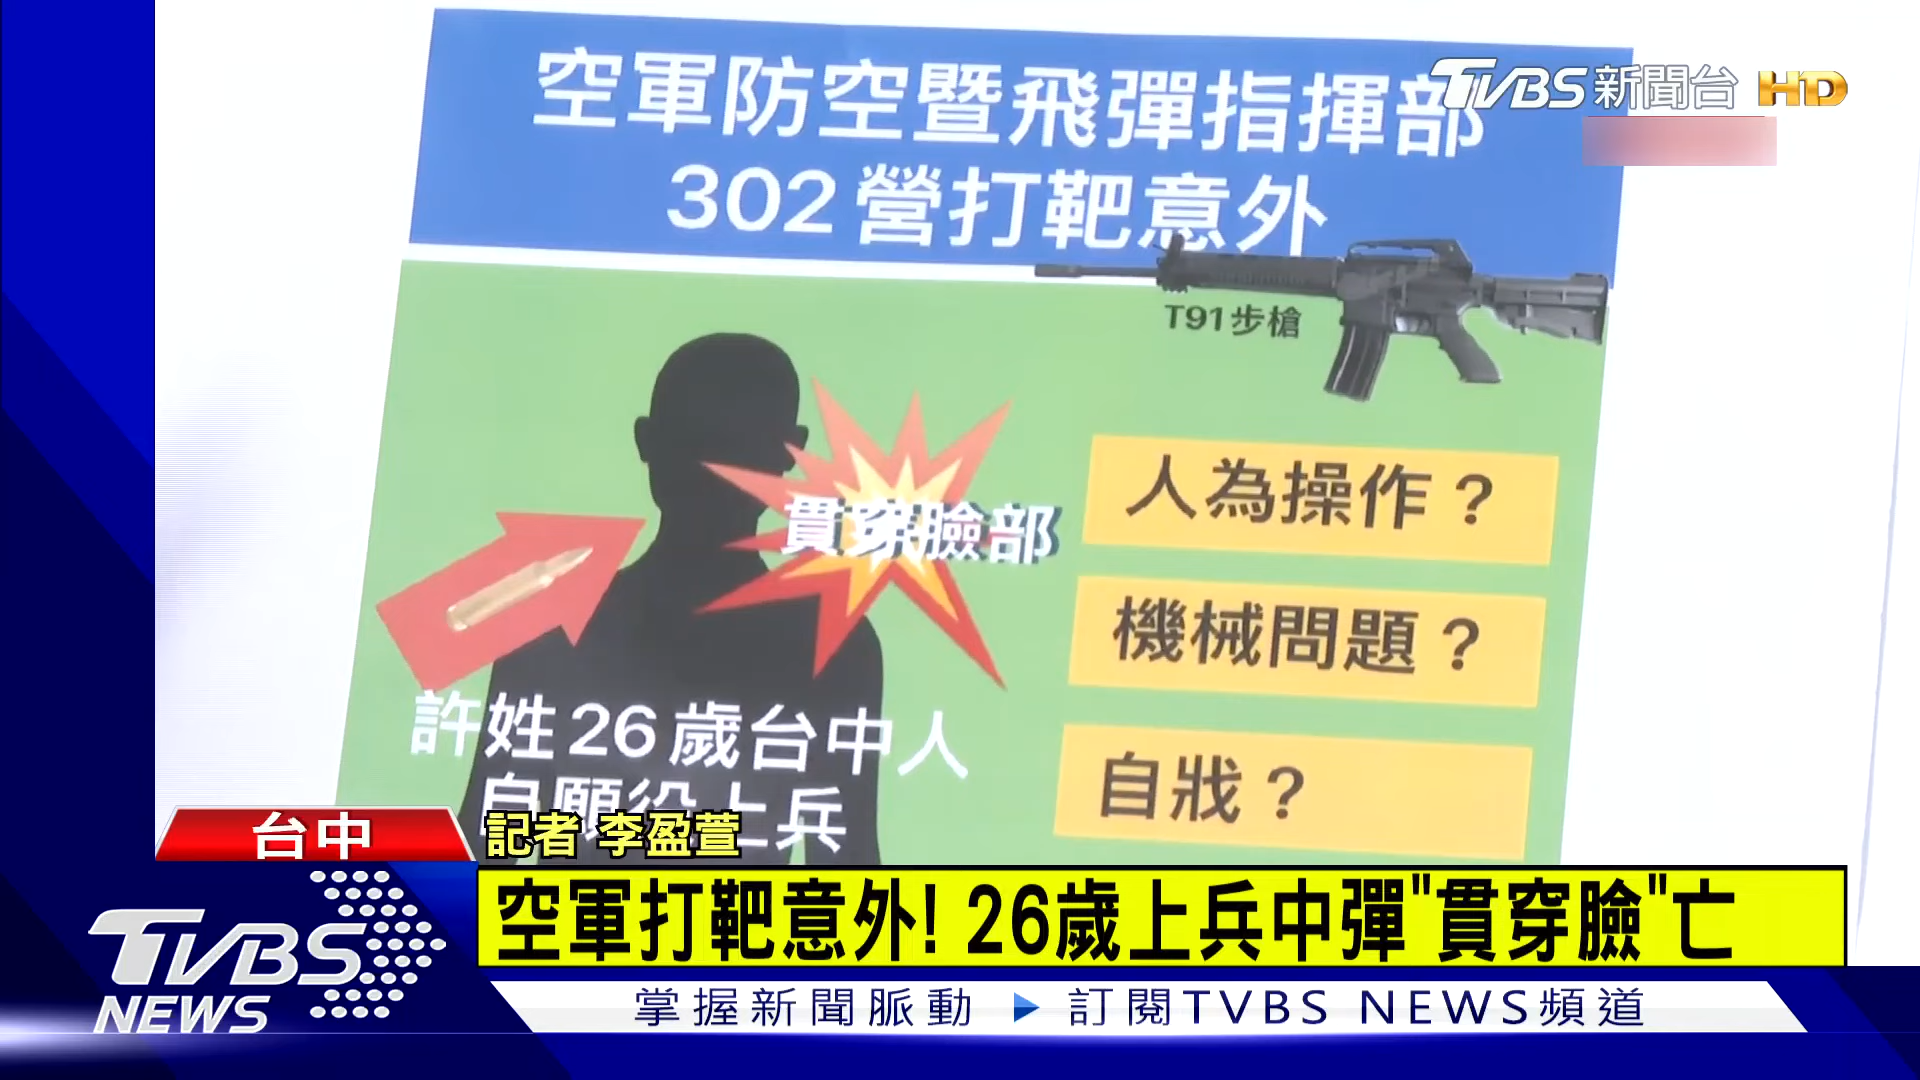 空軍防空暨飛彈指揮部
302營打靶意外
TVBS新聞台 HD
T91步槍
貫穿臉部
人為操作？
機械問題？
自戕？
許姓26歲台中人
自願役上兵
台中
記者 李盈萱
空軍打靶意外！26歲上兵中彈"貫穿臉"亡
TVBS NEWS
掌握新聞脈動 ▶ 訂閱TVBS NEWS頻道